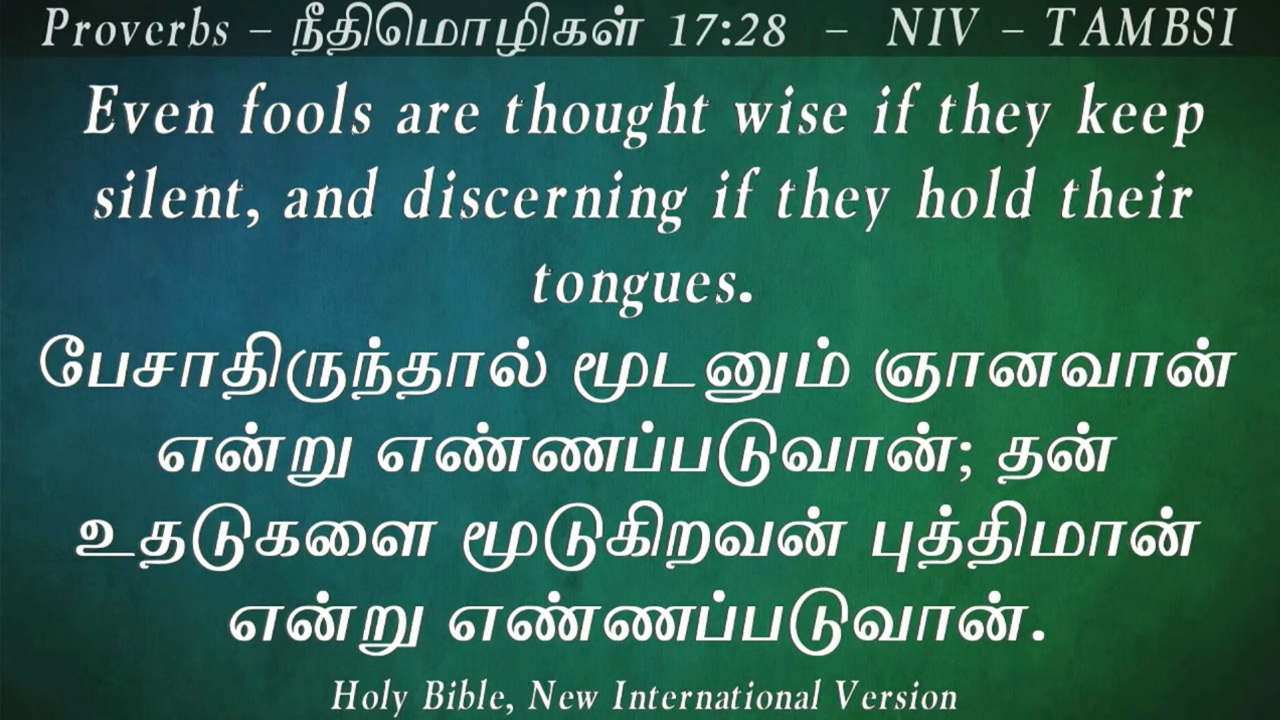 Proverbs – நீதிமொழிகள் 17:28 – NIV – TAMBSI
Even fools are thought wise if they keep
silent, and discerning if they hold their
tongues.
பேசாதிருந்தால் மூடனும் ஞானவான்
என்று எண்ணப்படுவான்; தன்
உதடுகளை மூடுகிறவன் புத்திமான்
என்று எண்ணப்படுவான்.
Holy Bible, New International Version